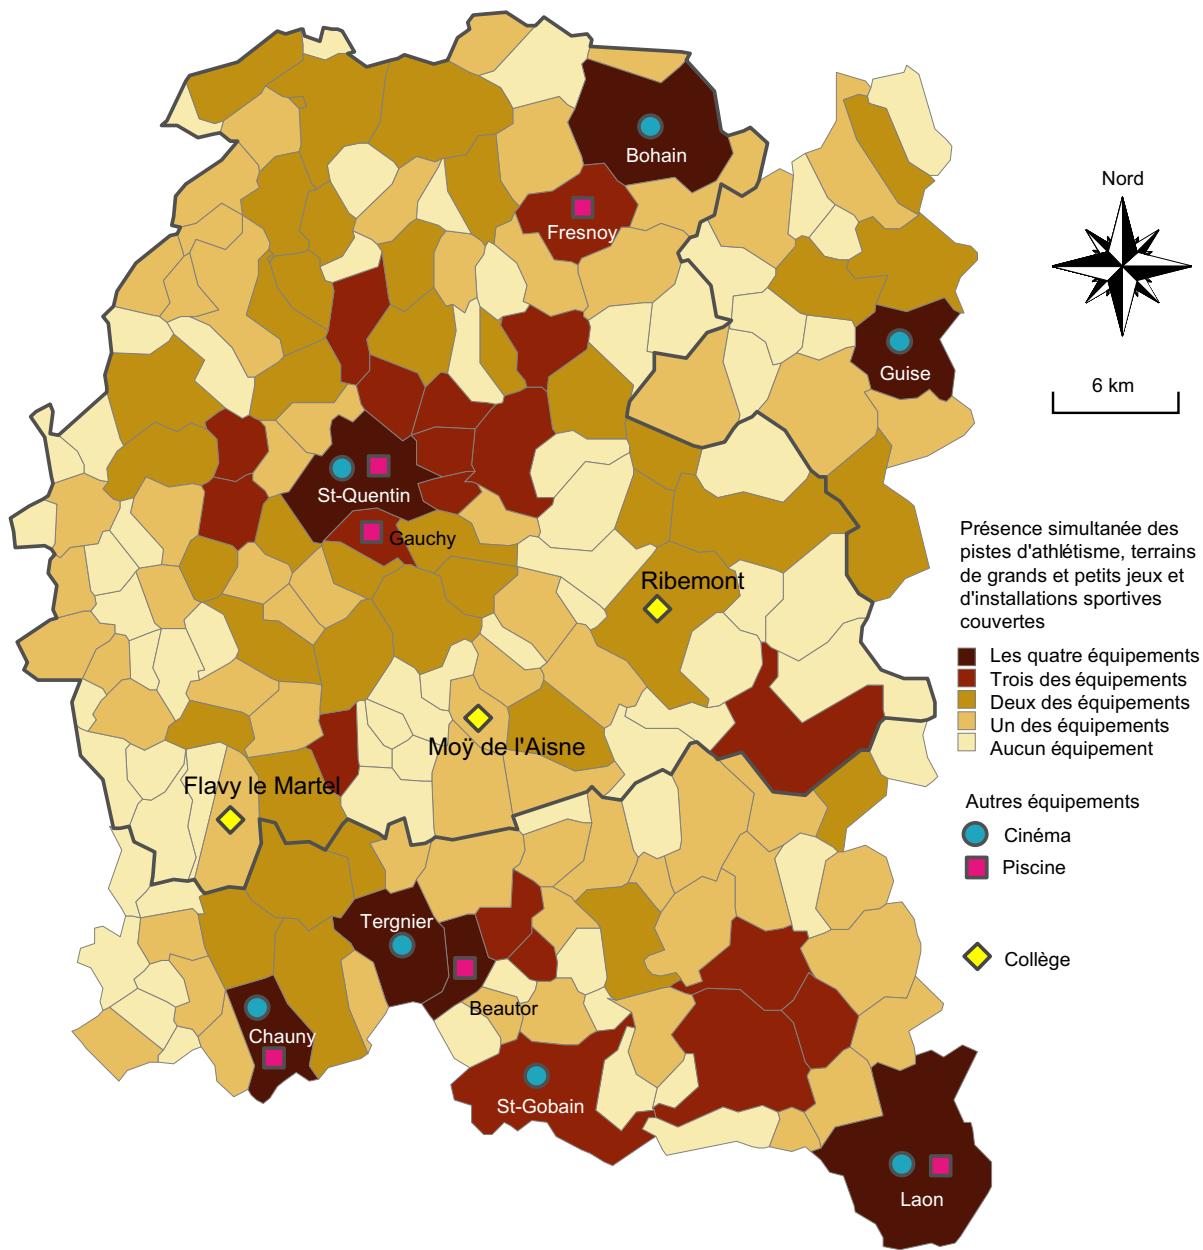 Bohain
Nord
Fresnoy
Guise
6 km
St-Quentin
Gauchy
Présence simultanée des
pistes d'athlétisme, terrains
de grands et petits jeux et
d'installations sportives
couvertes
Les quatre équipements
Trois des équipements
Deux des équipements
Un des équipements
Aucun équipement
Ribemont
Moÿ de l'Aisne
Flavy le Martel
Autres équipements
Cinéma
Piscine
Collège
Tergnier
Beautor
Chauny
St-Gobain
Laon